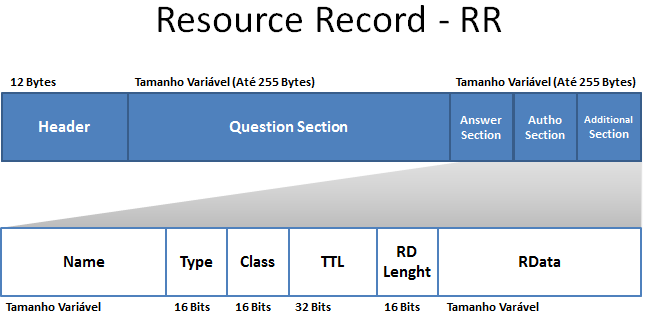 Resource Record - RR
12 Bytes Tamanho Variável (Até 255 Bytes) Tamanho Variável (Até 255 Bytes)
Header Question Section Answer Section Autho Section Additional Section
Name Type Class TTL RD Lenght RData
Tamanho Variável 16 Bits 16 Bits 32 Bits 16 Bits Tamanho Variável